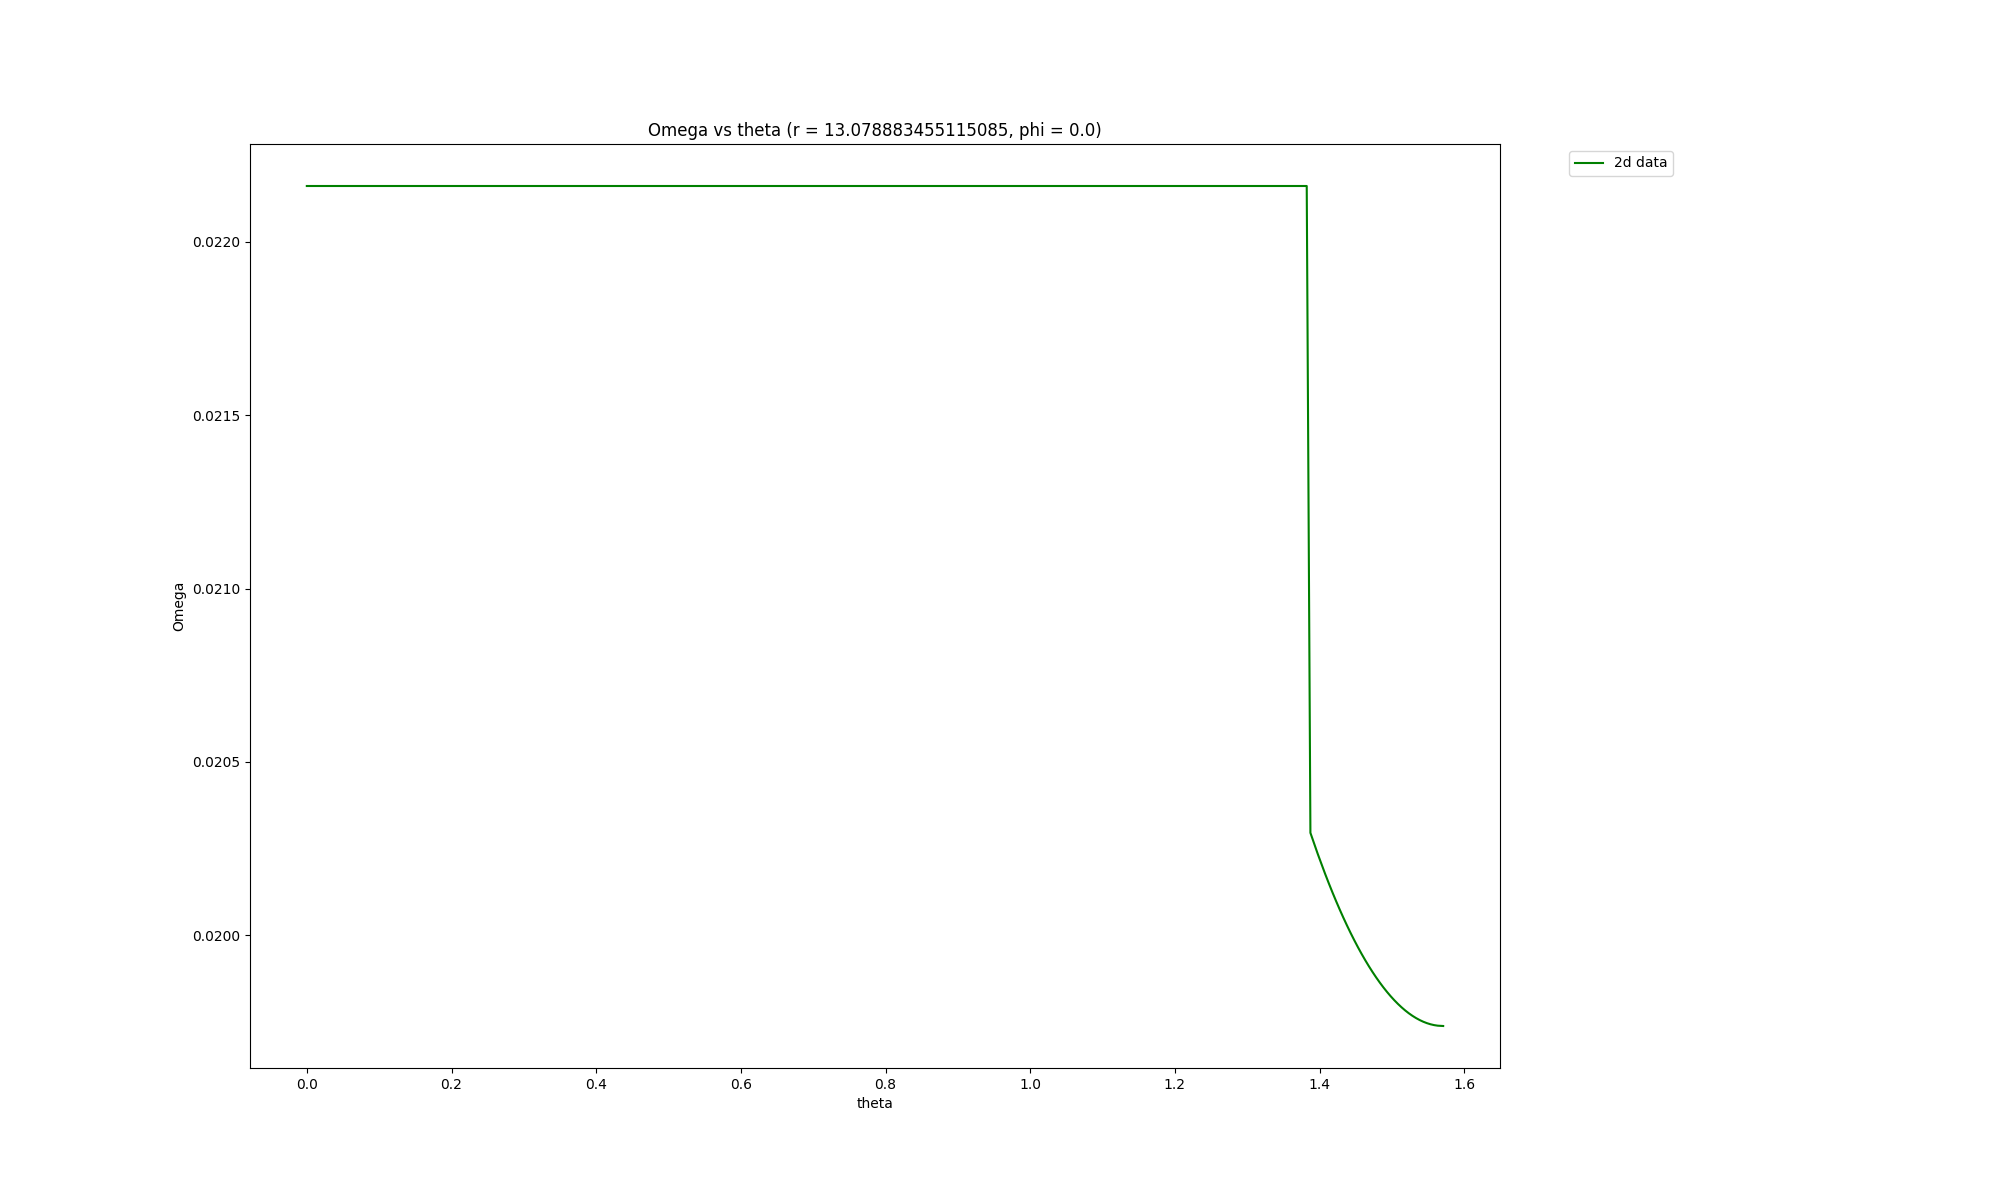 Omega vs theta (r = 13.078883455115085, phi = 0.0)
2d data
0.0220
0.0215
0.0210
0.0205
0.0200
Omega
0.0 0.2 0.4 0.6 0.8 1.0 1.2 1.4 1.6
theta